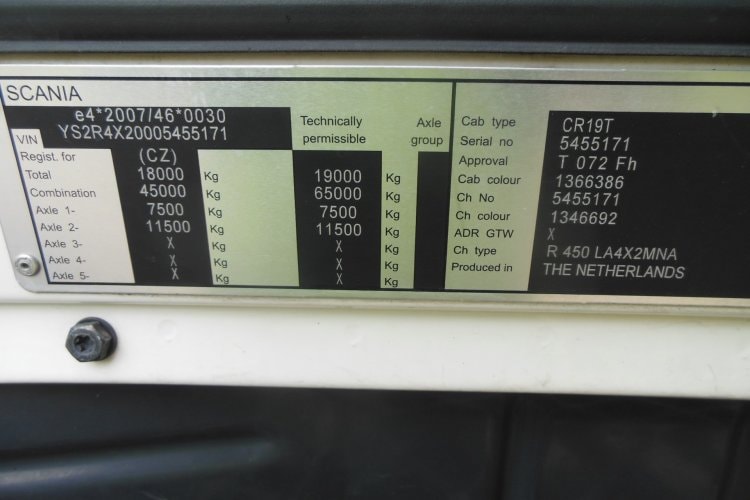 SCANIA
e4*2007/46*0030
VIN YS2R4X20005455171
Technically permissible Axle group
Regist. for (CZ)
Total 18000 Kg 19000 Kg
Combination 45000 Kg 65000 Kg
Axle 1- 7500 Kg 7500 Kg
Axle 2- 11500 Kg 11500 Kg
Axle 3- X Kg X Kg
Axle 4- X Kg X Kg
Axle 5- X Kg X Kg
Cab type CR19T
Serial no 5455171
Approval T 072 Fh
Cab colour 1366386
Ch No 5455171
Ch colour 1346692
ADR GTW X
Ch type R 450 LA4X2MNA
Produced in THE NETHERLANDS